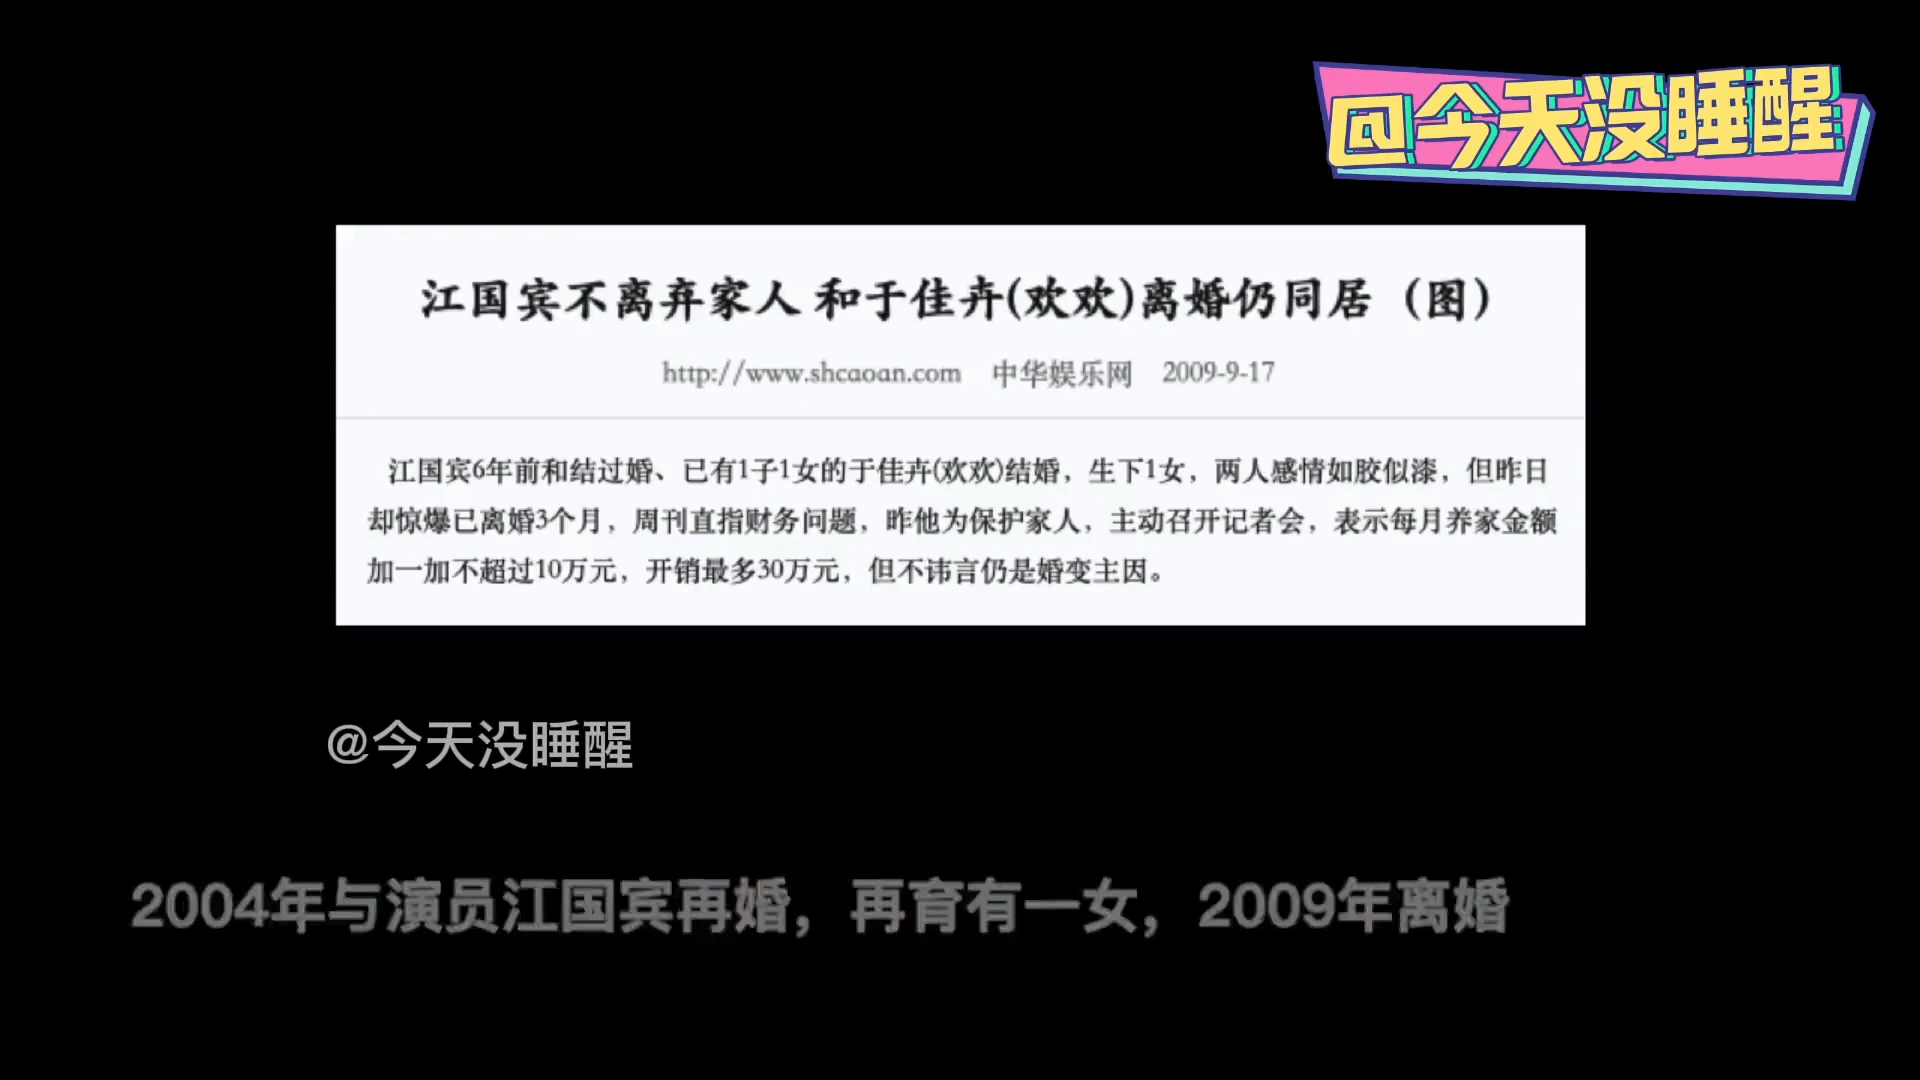 @今天没睡醒
江国宾不离弃家人 和于佳卉(欢欢)离婚仍同居（图）
http://www.shcaoan.com 中华娱乐网 2009-9-17
江国宾6年前和结过婚、已有1子1女的于佳卉(欢欢)结婚，生下1女，两人感情如胶似漆，但昨日
却惊爆已离婚3个月，周刊直指财务问题，昨他为保护家人，主动召开记者会，表示每月养家金额
加一加不超过10万元，开销最多30万元，但不讳言仍是婚变主因。
@今天没睡醒
2004年与演员江国宾再婚，再育有一女，2009年离婚